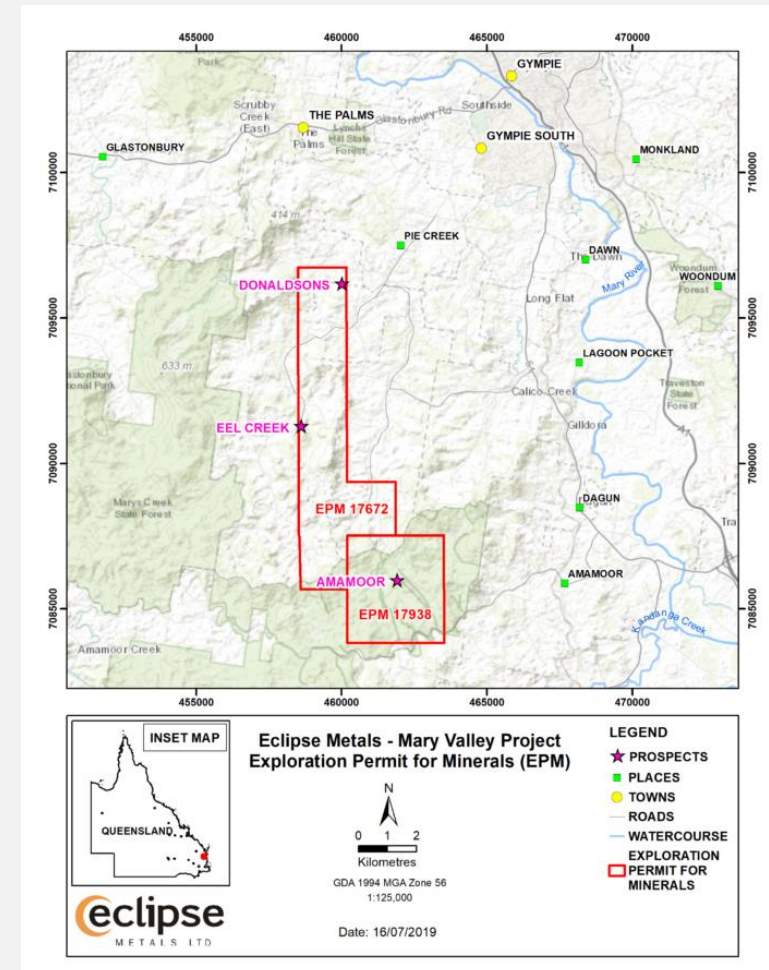 455000 460000 465000 470000
Park
GYMPIE
Scrubby
Creek
(East)
THE PALMS
The
Palms
Lynchs
Hill State
Forest
Glastonbury Rd
Southside
GYMPIE SOUTH
GLASTONBURY
MONKLAND
7100000 7100000
414 m
PIE CREEK
DAWN
The Dawn
Mary River
Woondum
Forest
WOONDUM
DONALDSONS
Long Flat
7095000 7095000
633 m
LAGOON POCKET
stonbury
onal Park
Calico Creek
Traveston
State
Forest
A1
EEL CREEK
Gilldora
7090000 7090000
Marys Creek
State Forest
EPM 17672
DAGUN
Tra
AMAMOOR
AMAMOOR
7085000 7085000
EPM 17938
Kandanga Creek
Amamoor Creek
455000 460000 465000 470000
INSET MAP
QUEENSLAND
Eclipse Metals - Mary Valley Project
Exploration Permit for Minerals (EPM)
N
0 1 2
Kilometres
GDA 1994 MGA Zone 56
1:125,000
Date: 16/07/2019
LEGEND
PROSPECTS
PLACES
TOWNS
ROADS
WATERCOURSE
EXPLORATION
PERMIT FOR
MINERALS
eclipse
METALS LTD